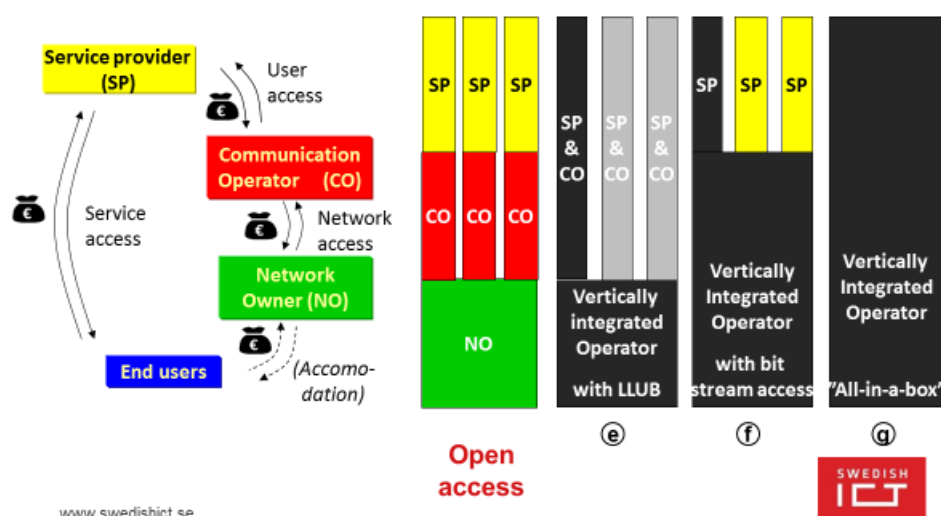 Service provider
(SP)
User
access
€
Communication
Operator (CO)
€
Service
access
€
Network
access
Network
Owner (NO)
€
End users
(Accomo-
dation)
SP SP SP
CO CO CO
NO
Open
access
SP
&
CO
SP
&
CO
SP
&
CO
Vertically
integrated
Operator
with LLUB
e
SP SP SP
Vertically
Integrated
Operator
with bit
stream access
f
Vertically
Integrated
Operator
"All-in-a-box"
g
SWEDISH
ICT
www.swedishict.se